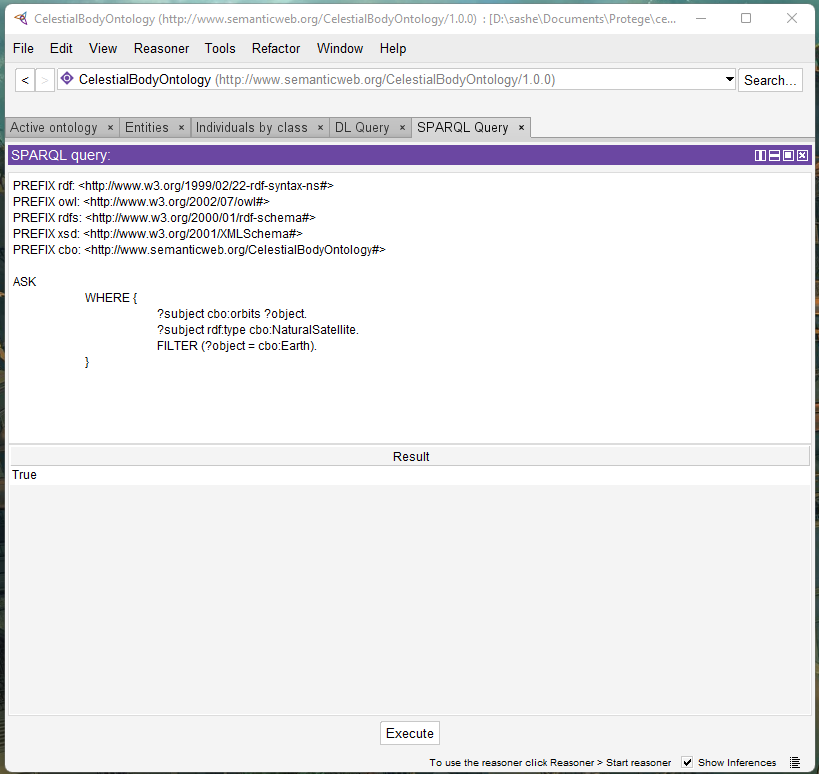 CelestialBodyOntology (http://www.semanticweb.org/CelestialBodyOntology/1.0.0) : [D:\sashe\Documents\Protege\ce...
File Edit View Reasoner Tools Refactor Window Help
< > CelestialBodyOntology (http://www.semanticweb.org/CelestialBodyOntology/1.0.0) Search...
Active ontology × Entities × Individuals by class × DL Query × SPARQL Query ×
SPARQL query:
PREFIX rdf: <http://www.w3.org/1999/02/22-rdf-syntax-ns#>
PREFIX owl: <http://www.w3.org/2002/07/owl#>
PREFIX rdfs: <http://www.w3.org/2000/01/rdf-schema#>
PREFIX xsd: <http://www.w3.org/2001/XMLSchema#>
PREFIX cbo: <http://www.semanticweb.org/CelestialBodyOntology#>
ASK
WHERE {
?subject cbo:orbits ?object.
?subject rdf:type cbo:NaturalSatellite.
FILTER (?object = cbo:Earth).
}
Result
True
Execute
To use the reasoner click Reasoner > Start reasoner Show Inferences